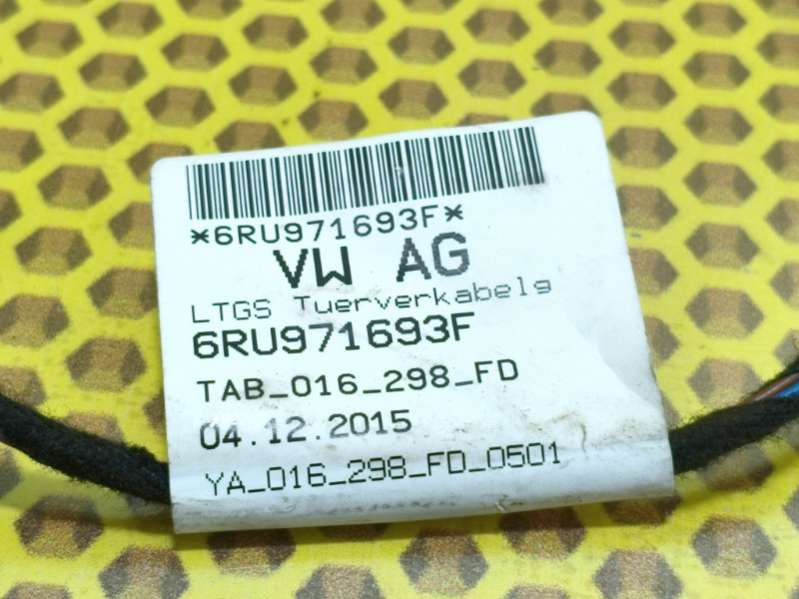 *6RU971693F*
VW AG
LTGS Tuerverkabelg
6RU971693F
TAB_016_298_FD
04.12.2015
YA_016_298_FD_0501